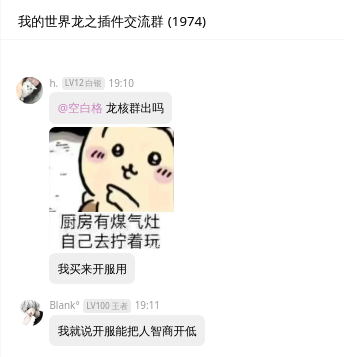 我的世界龙之插件交流群 (1974)
h. LV12 白银 19:10
@空白格 龙核群出吗
厨房有煤气灶
自己去拧着玩
我买来开服用
Blank° LV100 王者 19:11
我就说开服能把人智商开低